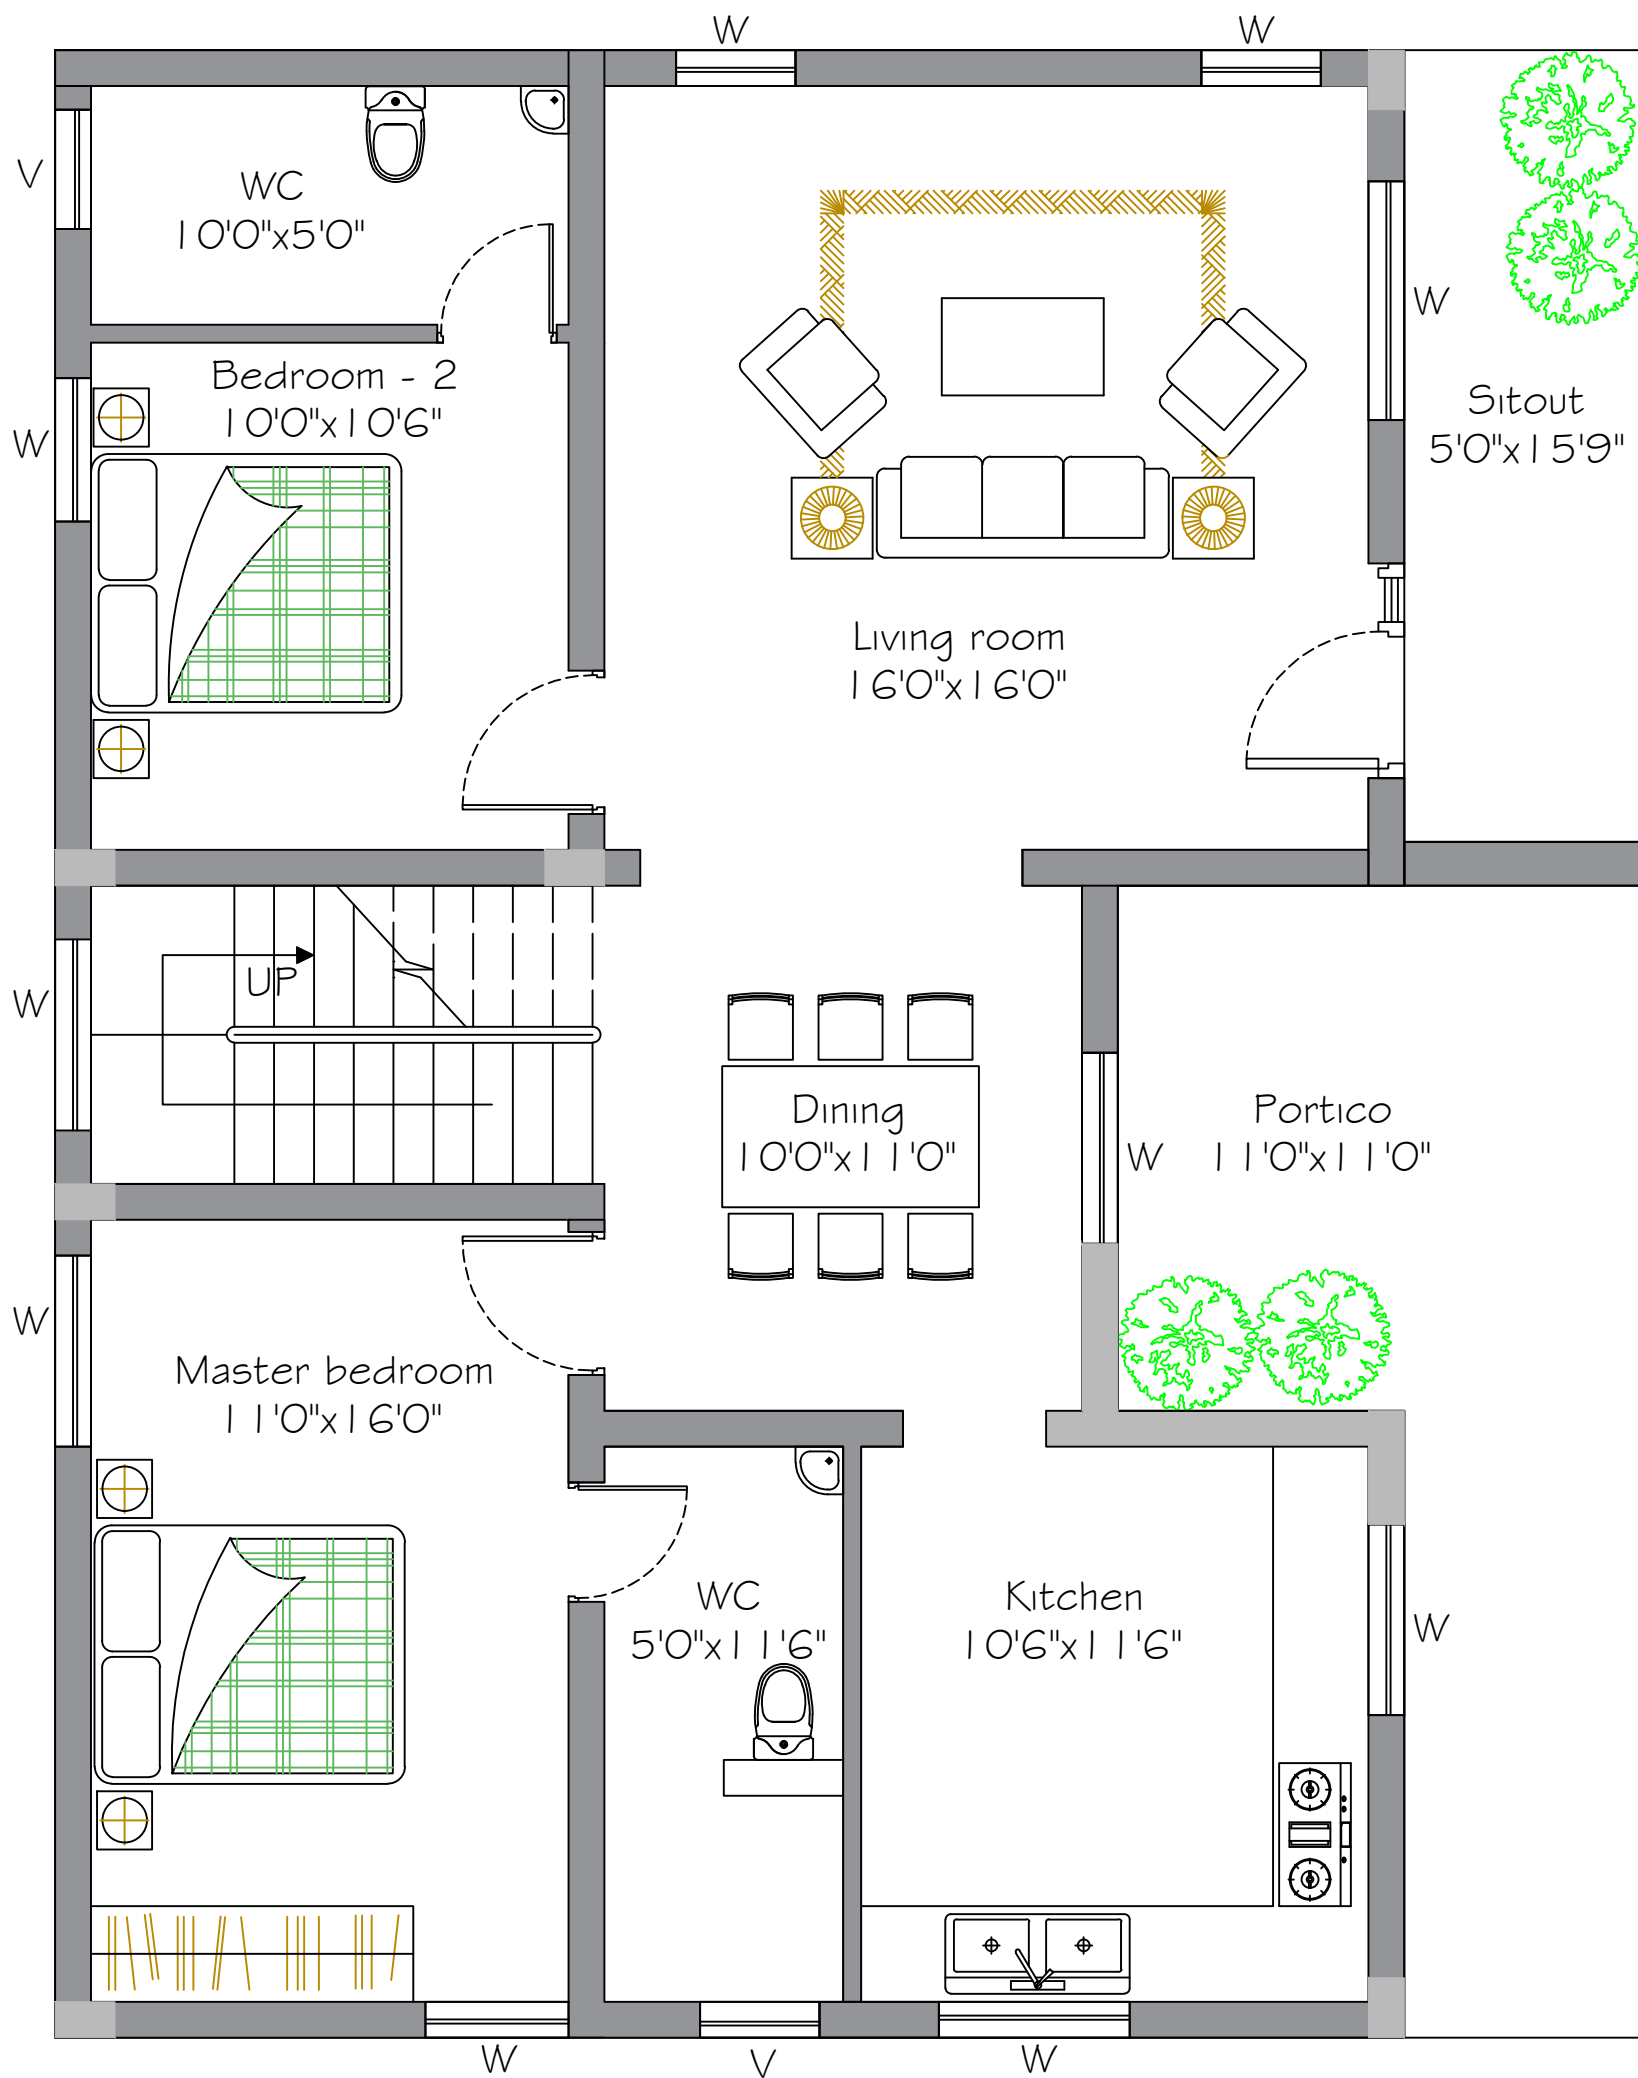 W
W
V
WC
10'0"x5'0"
W
Bedroom - 2
10'0"x10'6"
Sitout
5'0"x15'9"
W
Living room
16'0"x16'0"
UP
W
Dining
10'0"x11'0"
Portico
11'0"x11'0"
W
W
Master bedroom
11'0"x16'0"
WC
5'0"x11'6"
Kitchen
10'6"x11'6"
W
W
V
W